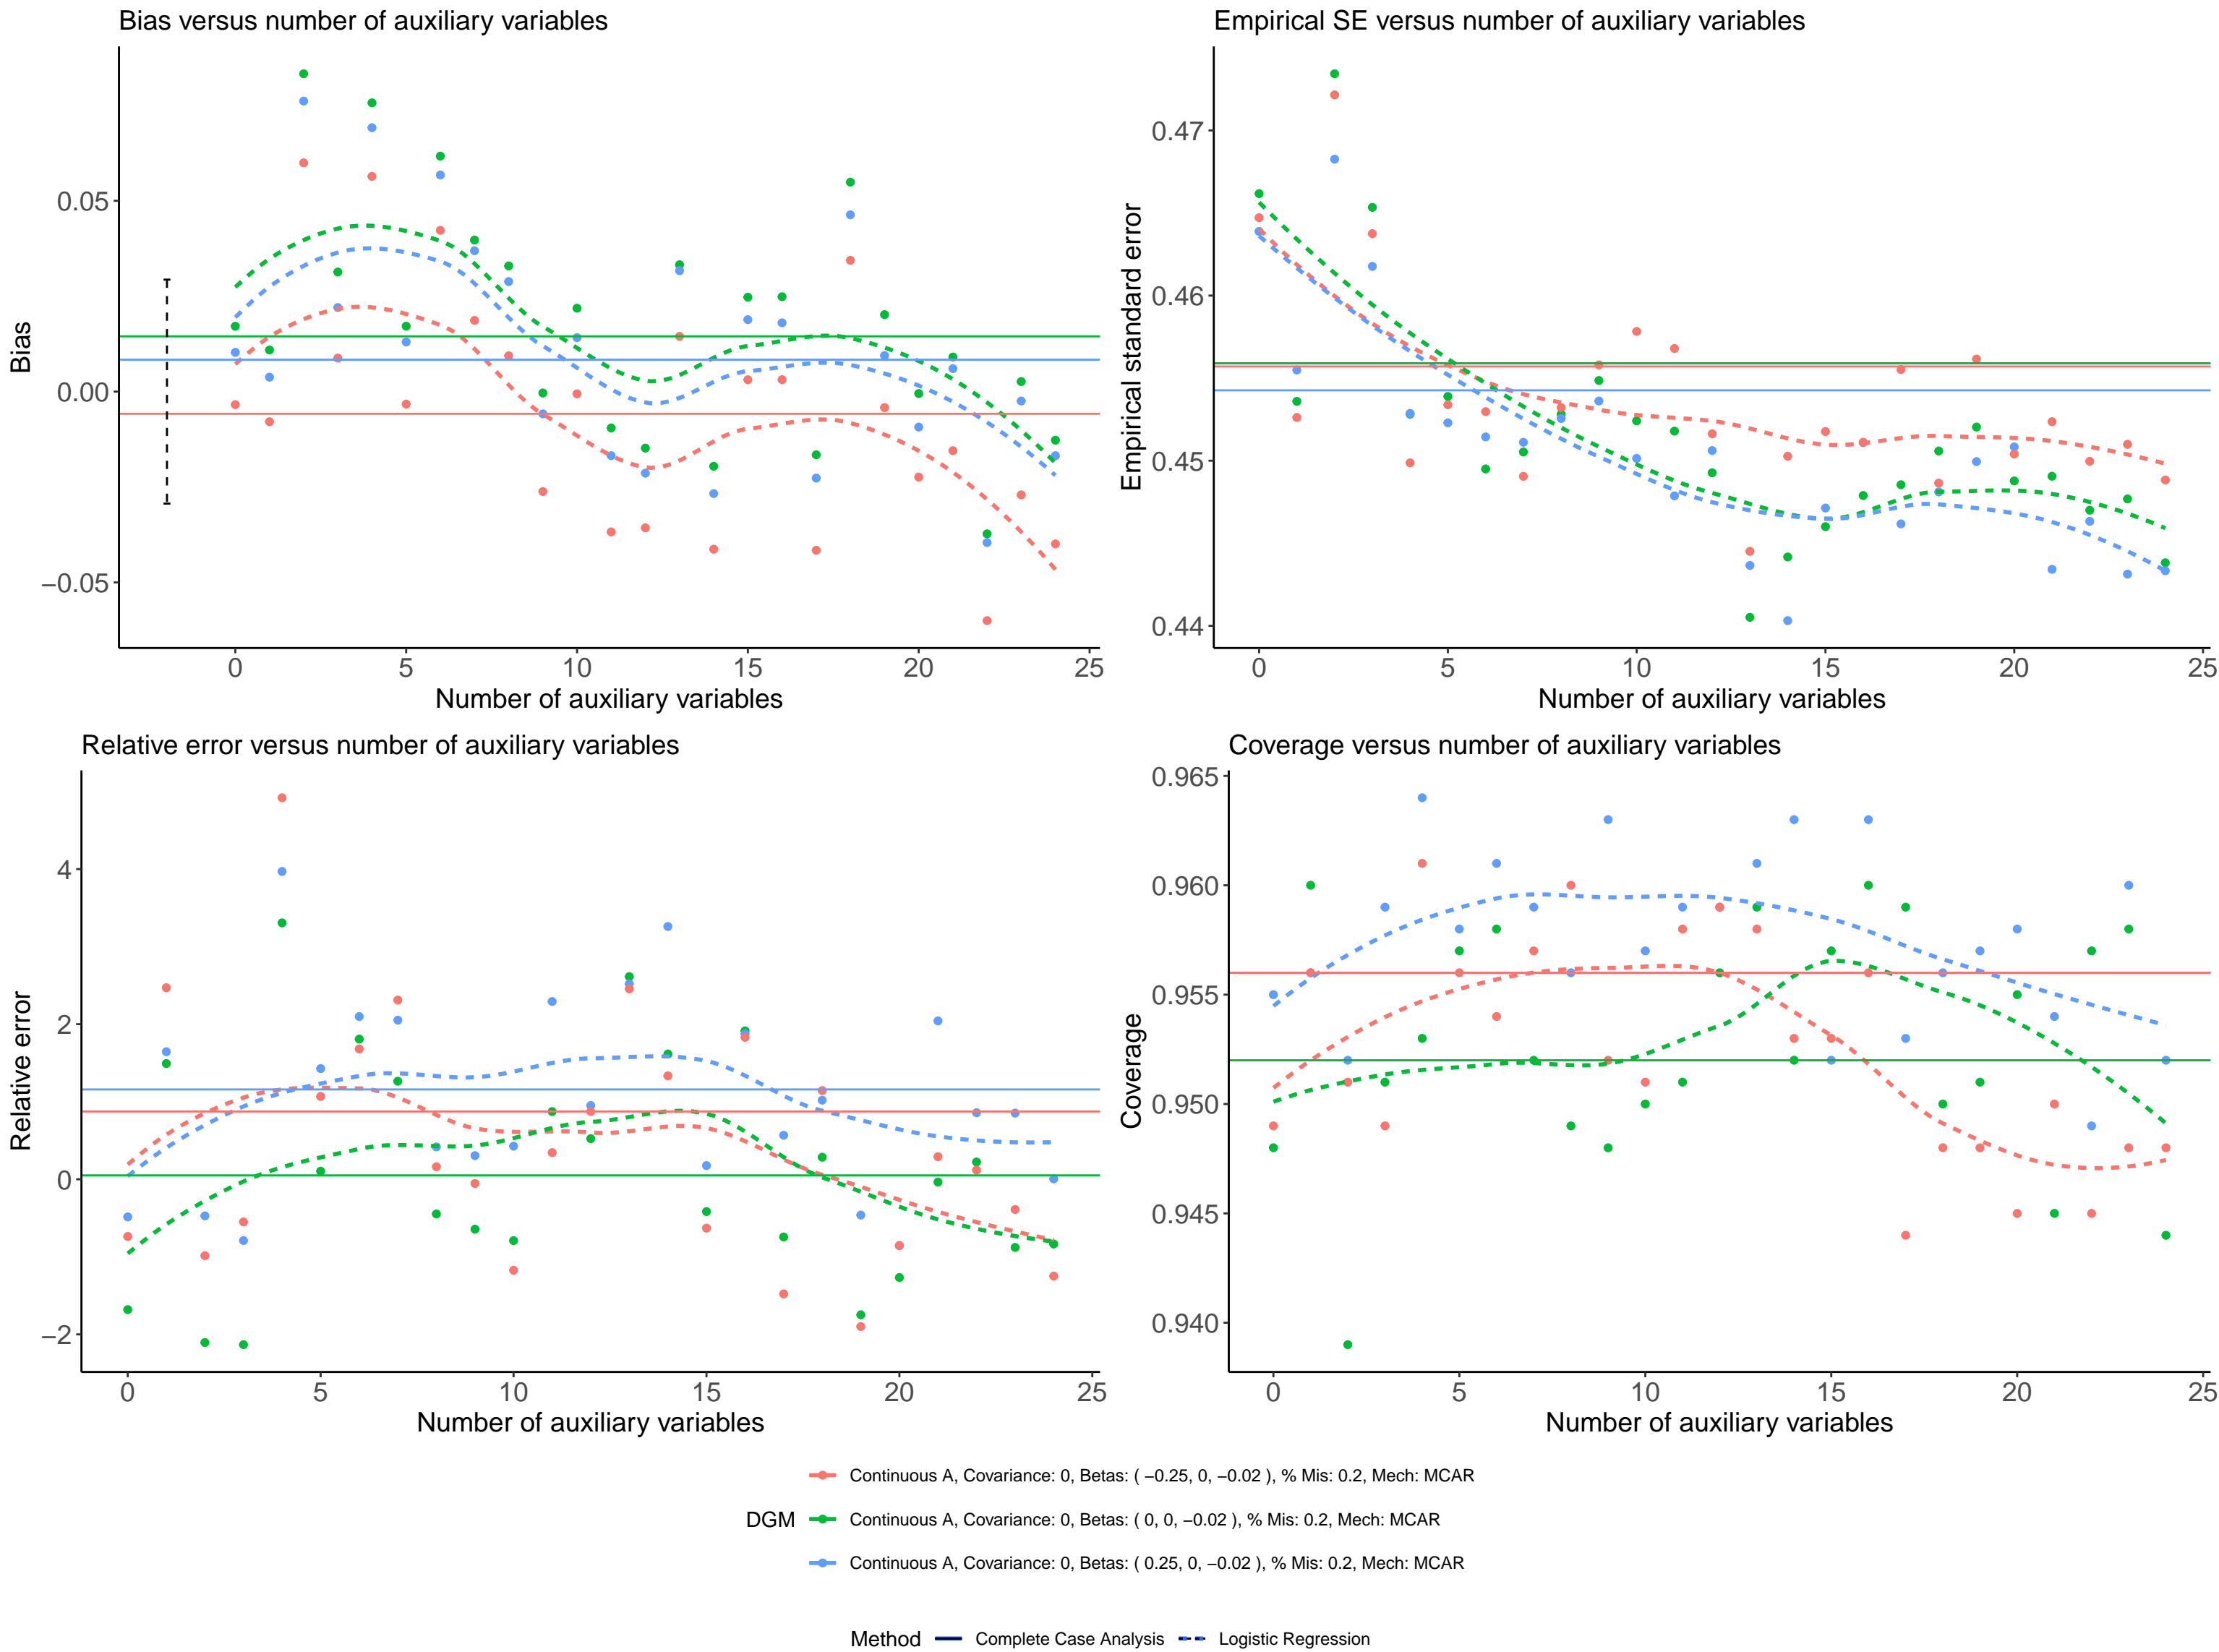 Bias versus number of auxiliary variables
Bias
0.05
0.00
−0.05
0 5 10 15 20 25
Number of auxiliary variables
Empirical SE versus number of auxiliary variables
Empirical standard error
0.47
0.46
0.45
0.44
0 5 10 15 20 25
Number of auxiliary variables
Relative error versus number of auxiliary variables
Relative error
4
2
0
−2
0 5 10 15 20 25
Number of auxiliary variables
Coverage versus number of auxiliary variables
Coverage
0.965
0.960
0.955
0.950
0.945
0.940
0 5 10 15 20 25
Number of auxiliary variables
DGM
Continuous A, Covariance: 0, Betas: ( −0.25, 0, −0.02 ), % Mis: 0.2, Mech: MCAR
Continuous A, Covariance: 0, Betas: ( 0, 0, −0.02 ), % Mis: 0.2, Mech: MCAR
Continuous A, Covariance: 0, Betas: ( 0.25, 0, −0.02 ), % Mis: 0.2, Mech: MCAR
Method Complete Case Analysis Logistic Regression